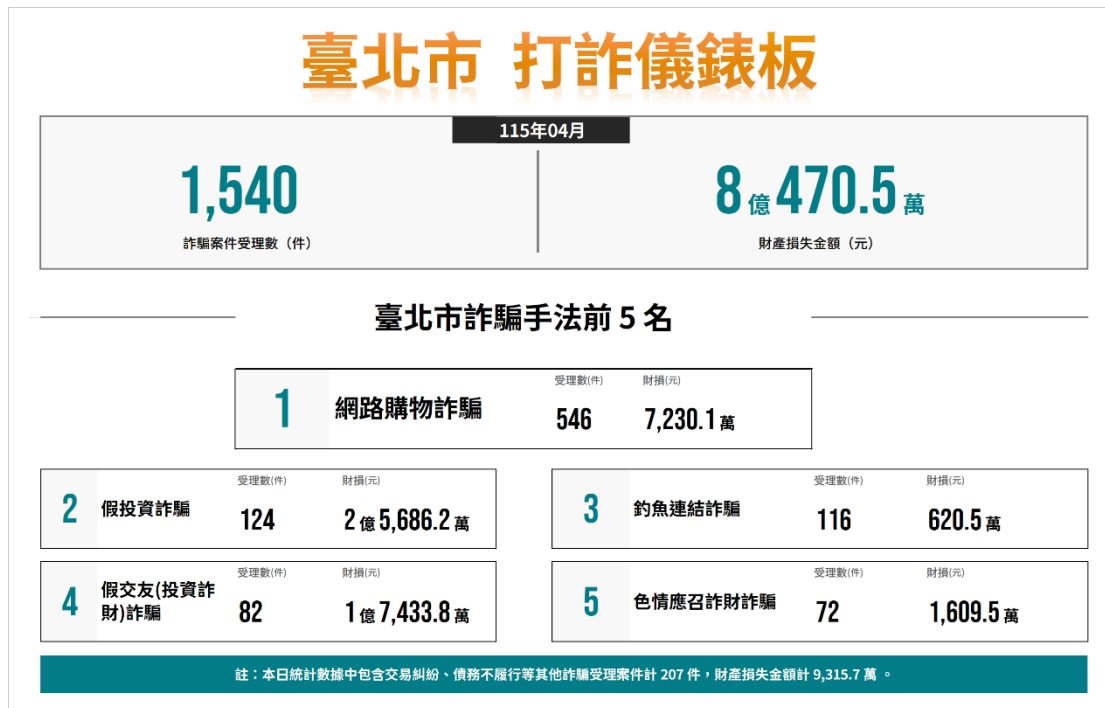 臺北市 打詐儀錶板
115年04月
1,540
詐騙案件受理數（件）
8億470.5萬
財產損失金額（元）
臺北市詐騙手法前 5 名
1
網路購物詐騙
受理數(件)
546
財損(元)
7,230.1萬
2
假投資詐騙
受理數(件)
124
財損(元)
2億5,686.2萬
3
釣魚連結詐騙
受理數(件)
116
財損(元)
620.5萬
4
假交友(投資詐
財)詐騙
受理數(件)
82
財損(元)
1億7,433.8萬
5
色情應召詐財詐騙
受理數(件)
72
財損(元)
1,609.5萬
註：本日統計數據中包含交易糾紛、債務不履行等其他詐騙受理案件計 207 件，財產損失金額計 9,315.7 萬 。